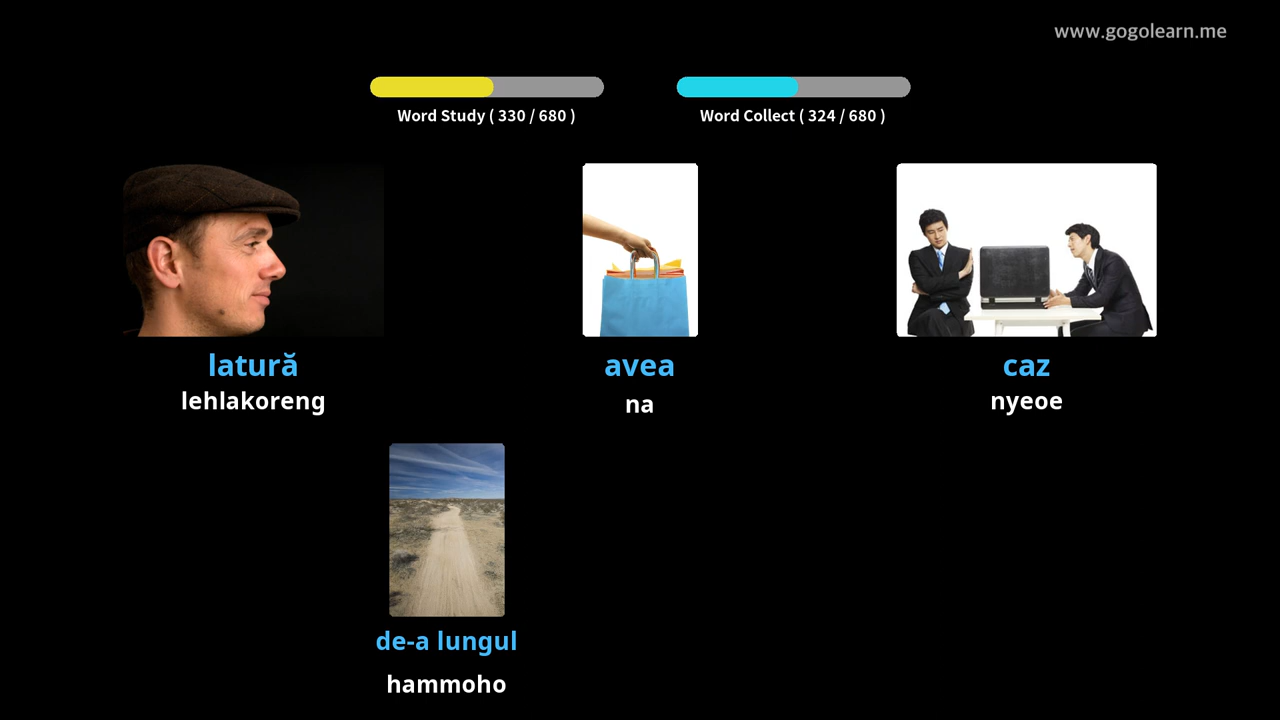 www.gogolearn.me
Word Study ( 330 / 680 )
Word Collect ( 324 / 680 )
latură
lehlakoreng
avea
na
caz
nyeoe
de-a lungul
hammoho